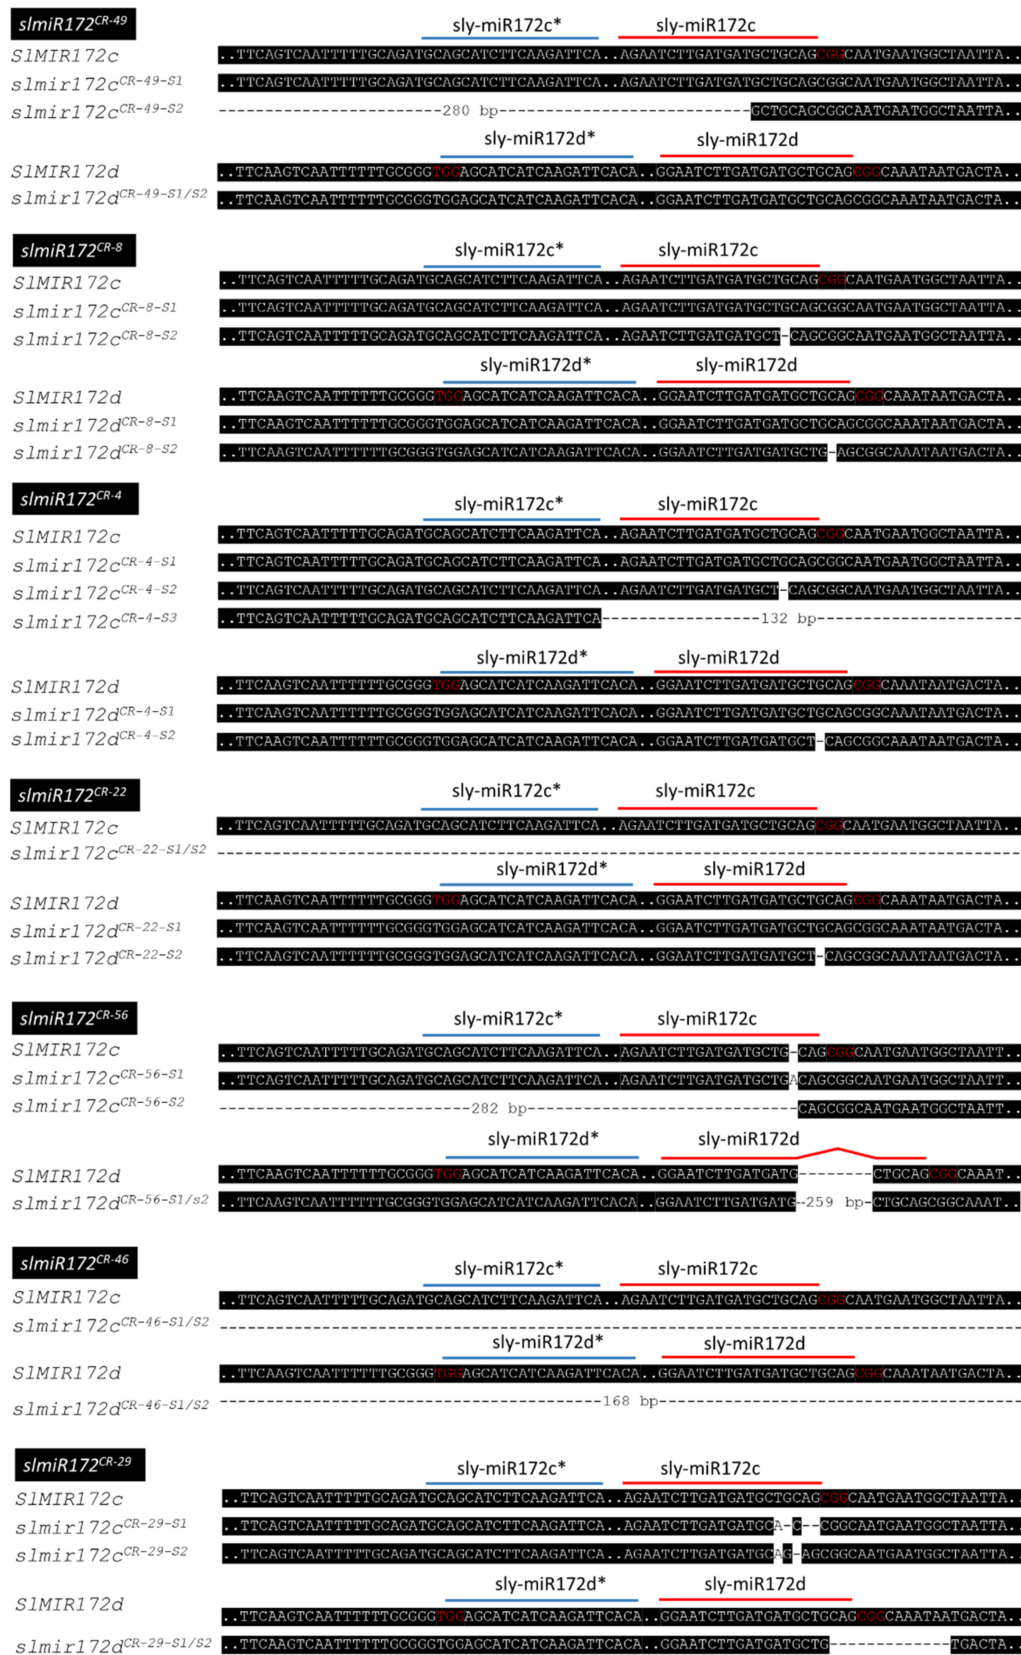 slmiR172CR-49
sly-miR172c* sly-miR172c
SlMIR172c ..TTCAGTCAATTTTTGCAGATGCAGCATCTTCAAGATTCA..AGAATCTTGATGATGCTGCAGCGGCAATGAATGGCTAATTA..
slmir172cCR-49-S1 ..TTCAGTCAATTTTTGCAGATGCAGCATCTTCAAGATTCA..AGAATCTTGATGATGCTGCAGCGGCAATGAATGGCTAATTA..
slmir172cCR-49-S2 -----------------------280 bp--------------------------GCTGCAGCGGCAATGAATGGCTAATTA..
sly-miR172d* sly-miR172d
SlMIR172d ..TTCAAGTCAATTTTTTGCGGGTGGAGCATCATCAAGATTCACA..GGAATCTTGATGATGCTGCAGCGGCAAATAATGACTA..
slmir172dCR-49-S1/S2 ..TTCAAGTCAATTTTTTGCGGGTGGAGCATCATCAAGATTCACA..GGAATCTTGATGATGCTGCAGCGGCAAATAATGACTA..
slmiR172CR-8
sly-miR172c* sly-miR172c
SlMIR172c ..TTCAGTCAATTTTTGCAGATGCAGCATCTTCAAGATTCA..AGAATCTTGATGATGCTGCAGCGGCAATGAATGGCTAATTA..
slmir172cCR-8-S1 ..TTCAGTCAATTTTTGCAGATGCAGCATCTTCAAGATTCA..AGAATCTTGATGATGCTGCAGCGGCAATGAATGGCTAATTA..
slmir172cCR-8-S2 ..TTCAGTCAATTTTTGCAGATGCAGCATCTTCAAGATTCA..AGAATCTTGATGATGCT-CAGCGGCAATGAATGGCTAATTA..
sly-miR172d* sly-miR172d
SlMIR172d ..TTCAAGTCAATTTTTTGCGGGTGGAGCATCATCAAGATTCACA..GGAATCTTGATGATGCTGCAGCGGCAAATAATGACTA..
slmir172dCR-8-S1 ..TTCAAGTCAATTTTTTGCGGGTGGAGCATCATCAAGATTCACA..GGAATCTTGATGATGCTGCAGCGGCAAATAATGACTA..
slmir172dCR-8-S2 ..TTCAAGTCAATTTTTTGCGGGTGGAGCATCATCAAGATTCACA..GGAATCTTGATGATGCTG-AGCGGCAAATAATGACTA..
slmiR172CR-4
sly-miR172c* sly-miR172c
SlMIR172c ..TTCAGTCAATTTTTGCAGATGCAGCATCTTCAAGATTCA..AGAATCTTGATGATGCTGCAGCGGCAATGAATGGCTAATTA..
slmir172cCR-4-S1 ..TTCAGTCAATTTTTGCAGATGCAGCATCTTCAAGATTCA..AGAATCTTGATGATGCTGCAGCGGCAATGAATGGCTAATTA..
slmir172cCR-4-S2 ..TTCAGTCAATTTTTGCAGATGCAGCATCTTCAAGATTCA..AGAATCTTGATGATGCT-CAGCGGCAATGAATGGCTAATTA..
slmir172cCR-4-S3 ..TTCAGTCAATTTTTGCAGATGCAGCATCTTCAAGATTCA----------------132 bp---------------------
sly-miR172d* sly-miR172d
SlMIR172d ..TTCAAGTCAATTTTTTGCGGGTGGAGCATCATCAAGATTCACA..GGAATCTTGATGATGCTGCAGCGGCAAATAATGACTA..
slmir172dCR-4-S1 ..TTCAAGTCAATTTTTTGCGGGTGGAGCATCATCAAGATTCACA..GGAATCTTGATGATGCTGCAGCGGCAAATAATGACTA..
slmir172dCR-4-S2 ..TTCAAGTCAATTTTTTGCGGGTGGAGCATCATCAAGATTCACA..GGAATCTTGATGATGCT-CAGCGGCAAATAATGACTA..
slmiR172CR-22
sly-miR172c* sly-miR172c
SlMIR172c ..TTCAGTCAATTTTTGCAGATGCAGCATCTTCAAGATTCA..AGAATCTTGATGATGCTGCAGCGGCAATGAATGGCTAATTA..
slmir172cCR-22-S1/S2 ------------------------------------------------------------------------------------
sly-miR172d* sly-miR172d
SlMIR172d ..TTCAAGTCAATTTTTTGCGGGTGGAGCATCATCAAGATTCACA..GGAATCTTGATGATGCTGCAGCGGCAAATAATGACTA..
slmir172dCR-22-S1 ..TTCAAGTCAATTTTTTGCGGGTGGAGCATCATCAAGATTCACA..GGAATCTTGATGATGCTGCAGCGGCAAATAATGACTA..
slmir172dCR-22-S2 ..TTCAAGTCAATTTTTTGCGGGTGGAGCATCATCAAGATTCACA..GGAATCTTGATGATGCT-CAGCGGCAAATAATGACTA..
slmiR172CR-56
sly-miR172c* sly-miR172c
SlMIR172c ..TTCAGTCAATTTTTGCAGATGCAGCATCTTCAAGATTCA..AGAATCTTGATGATGCTG-CAGCGGCAATGAATGGCTAATT..
slmir172cCR-56-S1 ..TTCAGTCAATTTTTGCAGATGCAGCATCTTCAAGATTCA..AGAATCTTGATGATGCTGACAGCGGCAATGAATGGCTAATT..
slmir172cCR-56-S2 --------------------------282 bp----------------------------CAGCGGCAATGAATGGCTAATT..
sly-miR172d* sly-miR172d
SlMIR172d ..TTCAAGTCAATTTTTTGCGGGTGGAGCATCATCAAGATTCACA..GGAATCTTGATGATG--------CTGCAGCGGCAAAT..
slmir172dCR-56-S1/s2 ..TTCAAGTCAATTTTTTGCGGGTGGAGCATCATCAAGATTCACA..GGAATCTTGATGATG-259 bp-CTGCAGCGGCAAAT..
slmiR172CR-46
sly-miR172c* sly-miR172c
SlMIR172c ..TTCAGTCAATTTTTGCAGATGCAGCATCTTCAAGATTCA..AGAATCTTGATGATGCTGCAGCGGCAATGAATGGCTAATTA..
slmir172cCR-46-S1/S2 ------------------------------------------------------------------------------------
sly-miR172d* sly-miR172d
SlMIR172d ..TTCAAGTCAATTTTTTGCGGGTGGAGCATCATCAAGATTCACA..GGAATCTTGATGATGCTGCAGCGGCAAATAATGACTA..
slmir172dCR-46-S1/S2 ----------------------------------------168 bp--------------------------------------
slmiR172CR-29
sly-miR172c* sly-miR172c
SlMIR172c ..TTCAGTCAATTTTTGCAGATGCAGCATCTTCAAGATTCA..AGAATCTTGATGATGCTGCAGCGGCAATGAATGGCTAATTA..
slmir172cCR-29-S1 ..TTCAGTCAATTTTTGCAGATGCAGCATCTTCAAGATTCA..AGAATCTTGATGATGCA-C--CGGCAATGAATGGCTAATTA..
slmir172cCR-29-S2 ..TTCAGTCAATTTTTGCAGATGCAGCATCTTCAAGATTCA..AGAATCTTGATGATGCAG-AGCGGCAATGAATGGCTAATTA..
sly-miR172d* sly-miR172d
SlMIR172d ..TTCAAGTCAATTTTTTGCGGGTGGAGCATCATCAAGATTCACA..GGAATCTTGATGATGCTGCAGCGGCAAATAATGACTA..
slmir172dCR-29-S1/S2 ..TTCAAGTCAATTTTTTGCGGGTGGAGCATCATCAAGATTCACA..GGAATCTTGATGATGCTG-------------TGACTA..